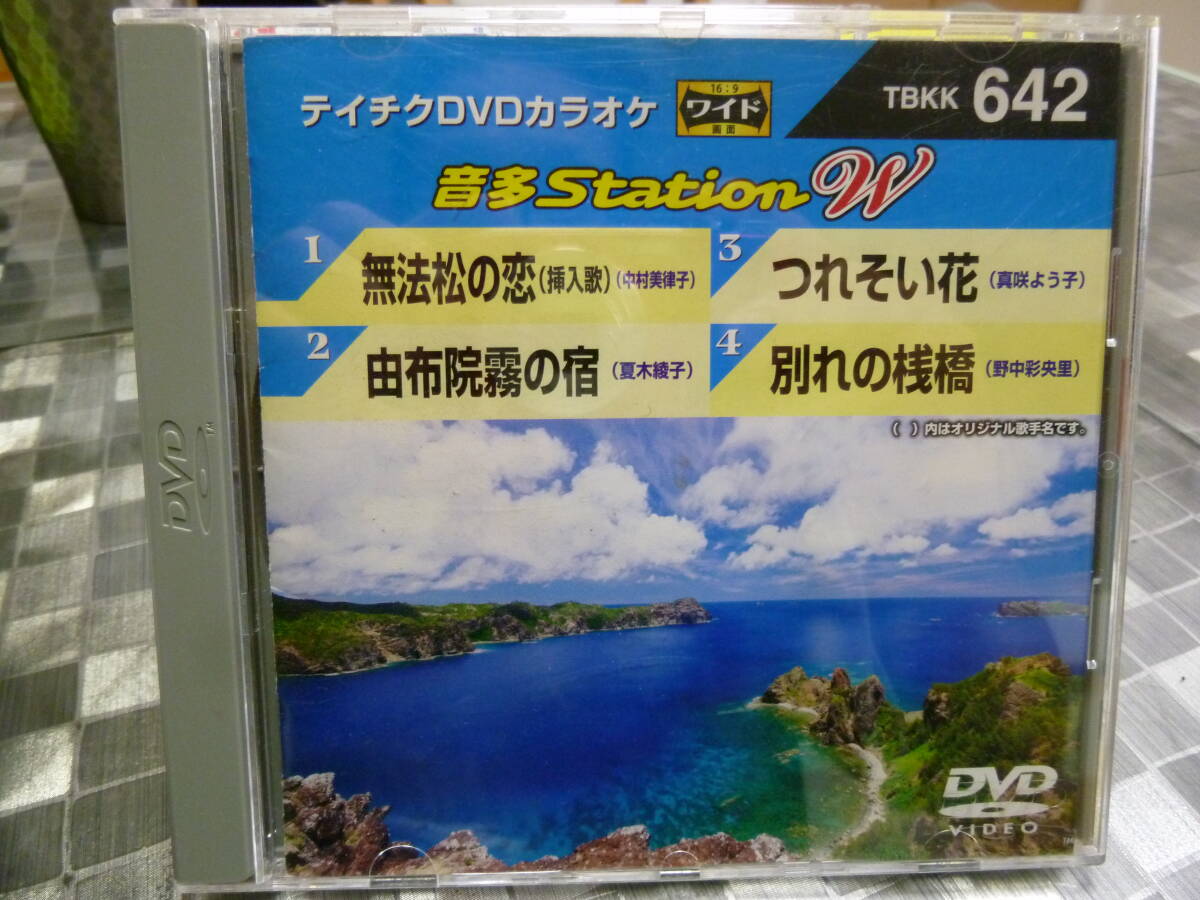 テイチクDVDカラオケ
16:9
ワイド
画面
TBKK 642
音多Station W
1 無法松の恋(挿入歌)(中村美律子)
2 由布院霧の宿(夏木綾子)
3 つれそい花(真咲よう子)
4 別れの桟橋(野中彩央里)
( )内はオリジナル歌手名です。
DVD
VIDEO
TM
DVD
TM